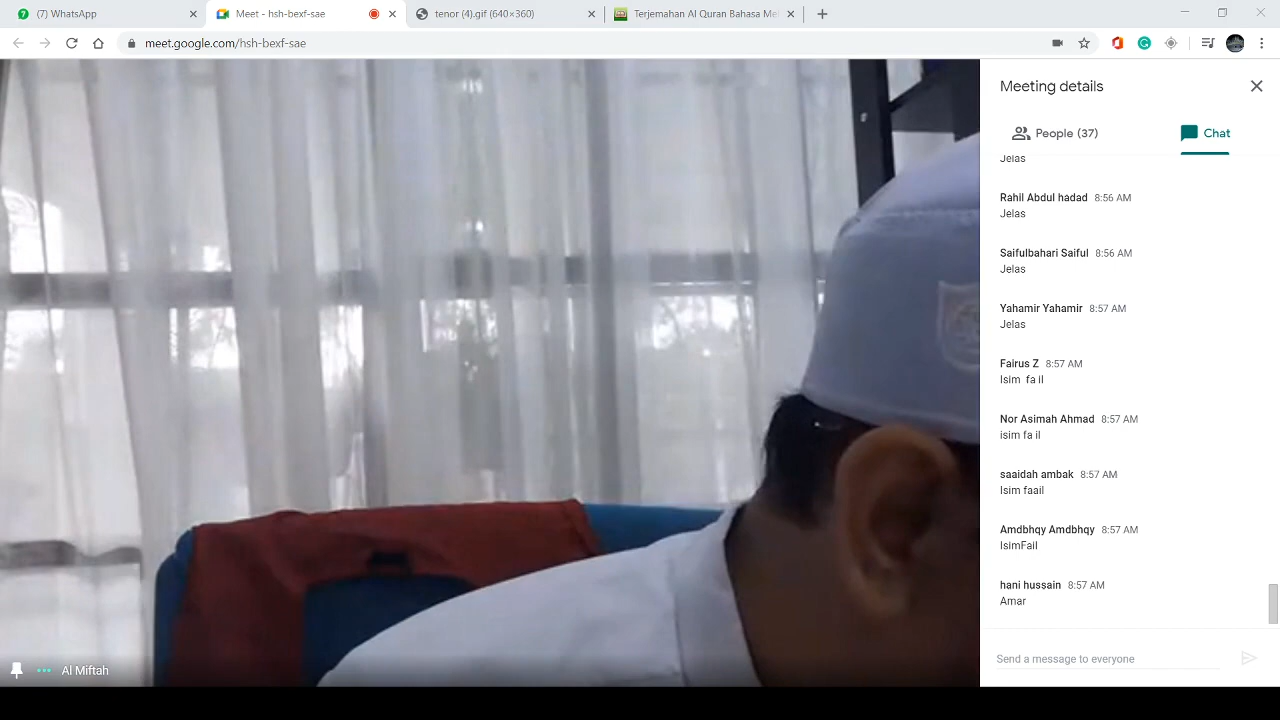 7
(7) WhatsApp
Meet - hsh-bexf-sae
tenor (4).gif (640×360)
Terjemahan Al Quran Bahasa Mel
meet.google.com/hsh-bexf-sae
Meeting details
People (37)
Chat
Jelas
Rahil Abdul hadad 8:56 AM
Jelas
Saifulbahari Saiful 8:56 AM
Jelas
Yahamir Yahamir 8:57 AM
Jelas
Fairus Z 8:57 AM
Isim fa il
Nor Asimah Ahmad 8:57 AM
isim fa il
saaidah ambak 8:57 AM
Isim faail
Amdbhqy Amdbhqy 8:57 AM
IsimFail
hani hussain 8:57 AM
Amar
Send a message to everyone
Al Miftah